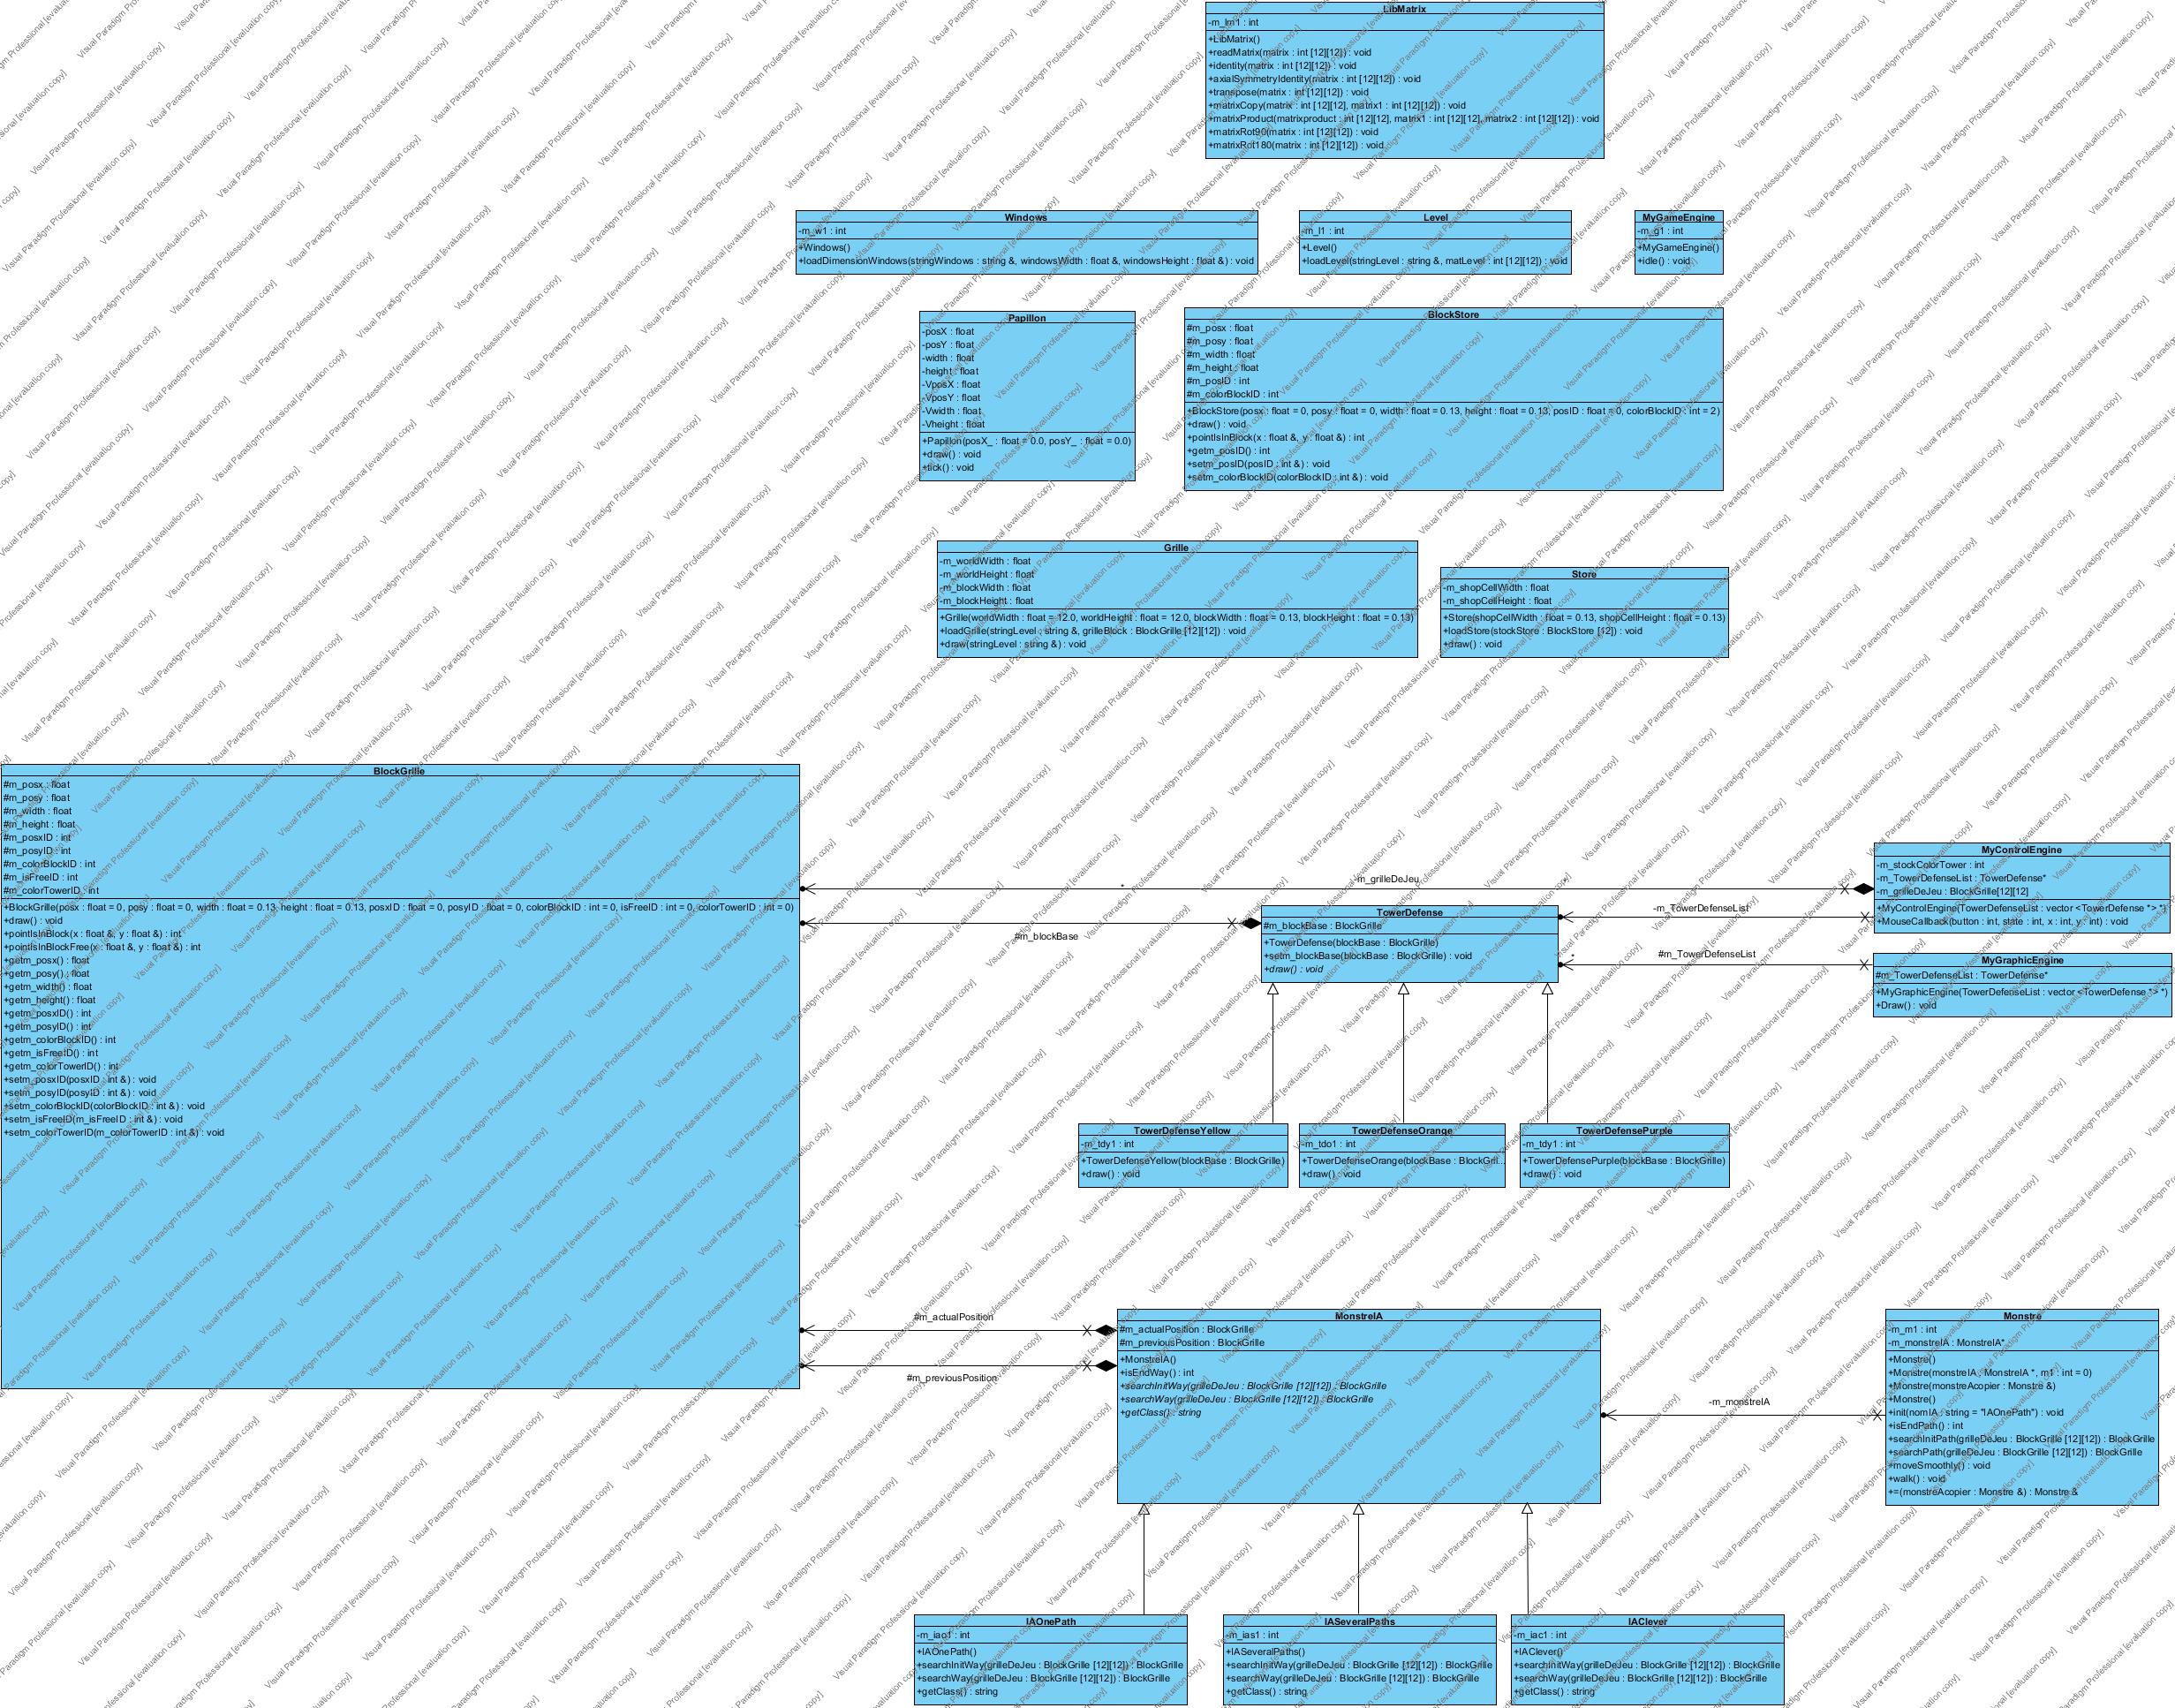 LibMatrix
-m_lm1 : int
+LibMatrix()
+readMatrix(matrix : int [12][12]) : void
+identity(matrix : int [12][12]) : void
+axialSymmetryIdentity(matrix : int [12][12]) : void
+transpose(matrix : int [12][12]) : void
+matrixCopy(matrix : int [12][12], matrix1 : int [12][12]) : void
+matrixProduct(matrixproduct : int [12][12], matrix1 : int [12][12], matrix2 : int [12][12]) : void
+matrixRot90(matrix : int [12][12]) : void
+matrixRot180(matrix : int [12][12]) : void
Windows
-m_w1 : int
+Windows()
+loadDimensionWindows(stringWindows : string &, windowsWidth : float &, windowsHeight : float &) : void
Level
-m_l1 : int
+Level()
+loadLevel(stringLevel : string &, matLevel : int [12][12]) : void
MyGameEngine
-m_g1 : int
+MyGameEngine()
+idle() : void
Papillon
-posX : float
-posY : float
-width : float
-height : float
-VposX : float
-VposY : float
-Vwidth : float
-Vheight : float
+Papillon(posX_ : float = 0.0, posY_ : float = 0.0)
+draw() : void
+tick() : void
BlockStore
#m_posx : float
#m_posy : float
#m_width : float
#m_height : float
#m_posID : int
#m_colorBlockID : int
+BlockStore(posx : float = 0, posy : float = 0, width : float = 0.13, height : float = 0.13, posID : float = 0, colorBlockID : int = 2)
+draw() : void
+pointIsInBlock(x : float &, y : float &) : int
+getm_posID() : int
+setm_posID(posID : int &) : void
+setm_colorBlockID(colorBlockID : int &) : void
Grille
-m_worldWidth : float
-m_worldHeight : float
-m_blockWidth : float
-m_blockHeight : float
+Grille(worldWidth : float = 12.0, worldHeight : float = 12.0, blockWidth : float = 0.13, blockHeight : float = 0.13)
+loadGrille(stringLevel : string &, grilleBlock : BlockGrille [12][12]) : void
+draw(stringLevel : string &) : void
Store
-m_shopCellWidth : float
-m_shopCellHeight : float
+Store(shopCellWidth : float = 0.13, shopCellHeight : float = 0.13)
+loadStore(stockStore : BlockStore [12]) : void
+draw() : void
BlockGrille
#m_posx : float
#m_posy : float
#m_width : float
#m_height : float
#m_posxID : int
#m_posyID : int
#m_colorBlockID : int
#m_isFreeID : int
#m_colorTowerID : int
+BlockGrille(posx : float = 0, posy : float = 0, width : float = 0.13, height : float = 0.13, posxID : float = 0, posyID : float = 0, colorBlockID : int = 0, isFreeID : int = 0, colorTowerID : int = 0)
+draw() : void
+pointIsInBlock(x : float &, y : float &) : int
+pointIsInBlockFree(x : float &, y : float &) : int
+getm_posx() : float
+getm_posy() : float
+getm_width() : float
+getm_height() : float
+getm_posxID() : int
+getm_posyID() : int
+getm_colorBlockID() : int
+getm_isFreeID() : int
+getm_colorTowerID() : int
+setm_posxID(posxID : int &) : void
+setm_posyID(posyID : int &) : void
+setm_colorBlockID(colorBlockID : int &) : void
+setm_isFreeID(m_isFreeID : int &) : void
+setm_colorTowerID(m_colorTowerID : int &) : void
-m_grilleDeJeu
*
#m_blockBase
TowerDefense
#m_blockBase : BlockGrille
+TowerDefense(blockBase : BlockGrille)
+setm_blockBase(blockBase : BlockGrille) : void
+draw() : void
-m_TowerDefenseList
*
#m_TowerDefenseList
*
MyControlEngine
-m_stockColorTower : int
-m_TowerDefenseList : TowerDefense*
-m_grilleDeJeu : BlockGrille[12][12]
+MyControlEngine(TowerDefenseList : vector <TowerDefense *> *)
+MouseCallback(button : int, state : int, x : int, y : int) : void
MyGraphicEngine
#m_TowerDefenseList : TowerDefense*
+MyGraphicEngine(TowerDefenseList : vector <TowerDefense *> *)
+Draw() : void
TowerDefenseYellow
-m_tdy1 : int
+TowerDefenseYellow(blockBase : BlockGrille)
+draw() : void
TowerDefenseOrange
-m_tdo1 : int
+TowerDefenseOrange(blockBase : BlockGril...
+draw() : void
TowerDefensePurple
-m_tdy1 : int
+TowerDefensePurple(blockBase : BlockGrille)
+draw() : void
#m_actualPosition
#m_previousPosition
MonstreIA
#m_actualPosition : BlockGrille
#m_previousPosition : BlockGrille
+MonstreIA()
+isEndWay() : int
+searchInitWay(grilleDeJeu : BlockGrille [12][12]) : BlockGrille
+searchWay(grilleDeJeu : BlockGrille [12][12]) : BlockGrille
+getClass() : string
-m_monstreIA
Monstre
-m_m1 : int
-m_monstreIA : MonstreIA*
+Monstre()
+Monstre(monstreIA : MonstreIA *, m1 : int = 0)
+Monstre(monstreAcopier : Monstre &)
+Monstre()
+init(nomIA : string = "IAOnePath") : void
+isEndPath() : int
+searchInitPath(grilleDeJeu : BlockGrille [12][12]) : BlockGrille
+searchPath(grilleDeJeu : BlockGrille [12][12]) : BlockGrille
+moveSmoothly() : void
+walk() : void
+=(monstreAcopier : Monstre &) : Monstre &
IAOnePath
-m_iao1 : int
+IAOnePath()
+searchInitWay(grilleDeJeu : BlockGrille [12][12]) : BlockGrille
+searchWay(grilleDeJeu : BlockGrille [12][12]) : BlockGrille
+getClass() : string
IASeveralPaths
-m_ias1 : int
+IASeveralPaths()
+searchInitWay(grilleDeJeu : BlockGrille [12][12]) : BlockGrille
+searchWay(grilleDeJeu : BlockGrille [12][12]) : BlockGrille
+getClass() : string
IAClever
-m_iac1 : int
+IAClever()
+searchInitWay(grilleDeJeu : BlockGrille [12][12]) : BlockGrille
+searchWay(grilleDeJeu : BlockGrille [12][12]) : BlockGrille
+getClass() : string
Visual Paradigm Professional [evaluation copy]